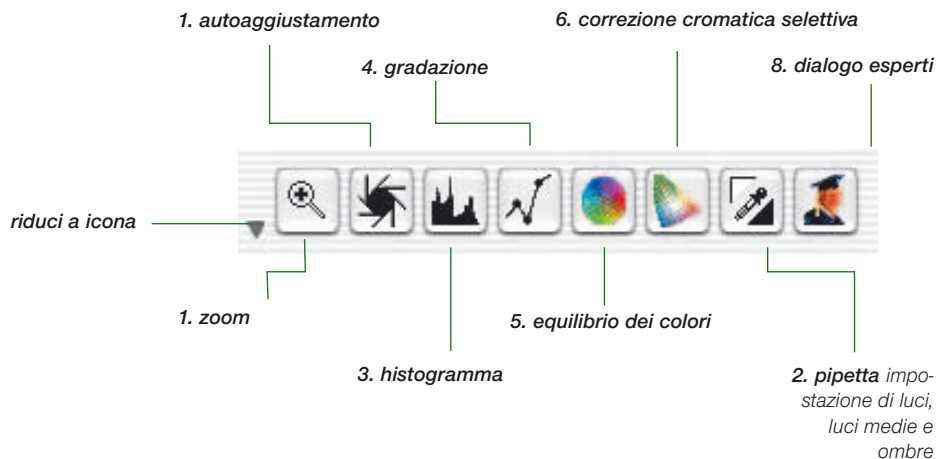 1. autoaggiustamento
6. correzione cromatica selettiva
4. gradazione
8. dialogo esperti
riduci a icona
1. zoom
5. equilibrio dei colori
3. histogramma
2. pipetta impo-
stazione di luci,
luci medie e
ombre